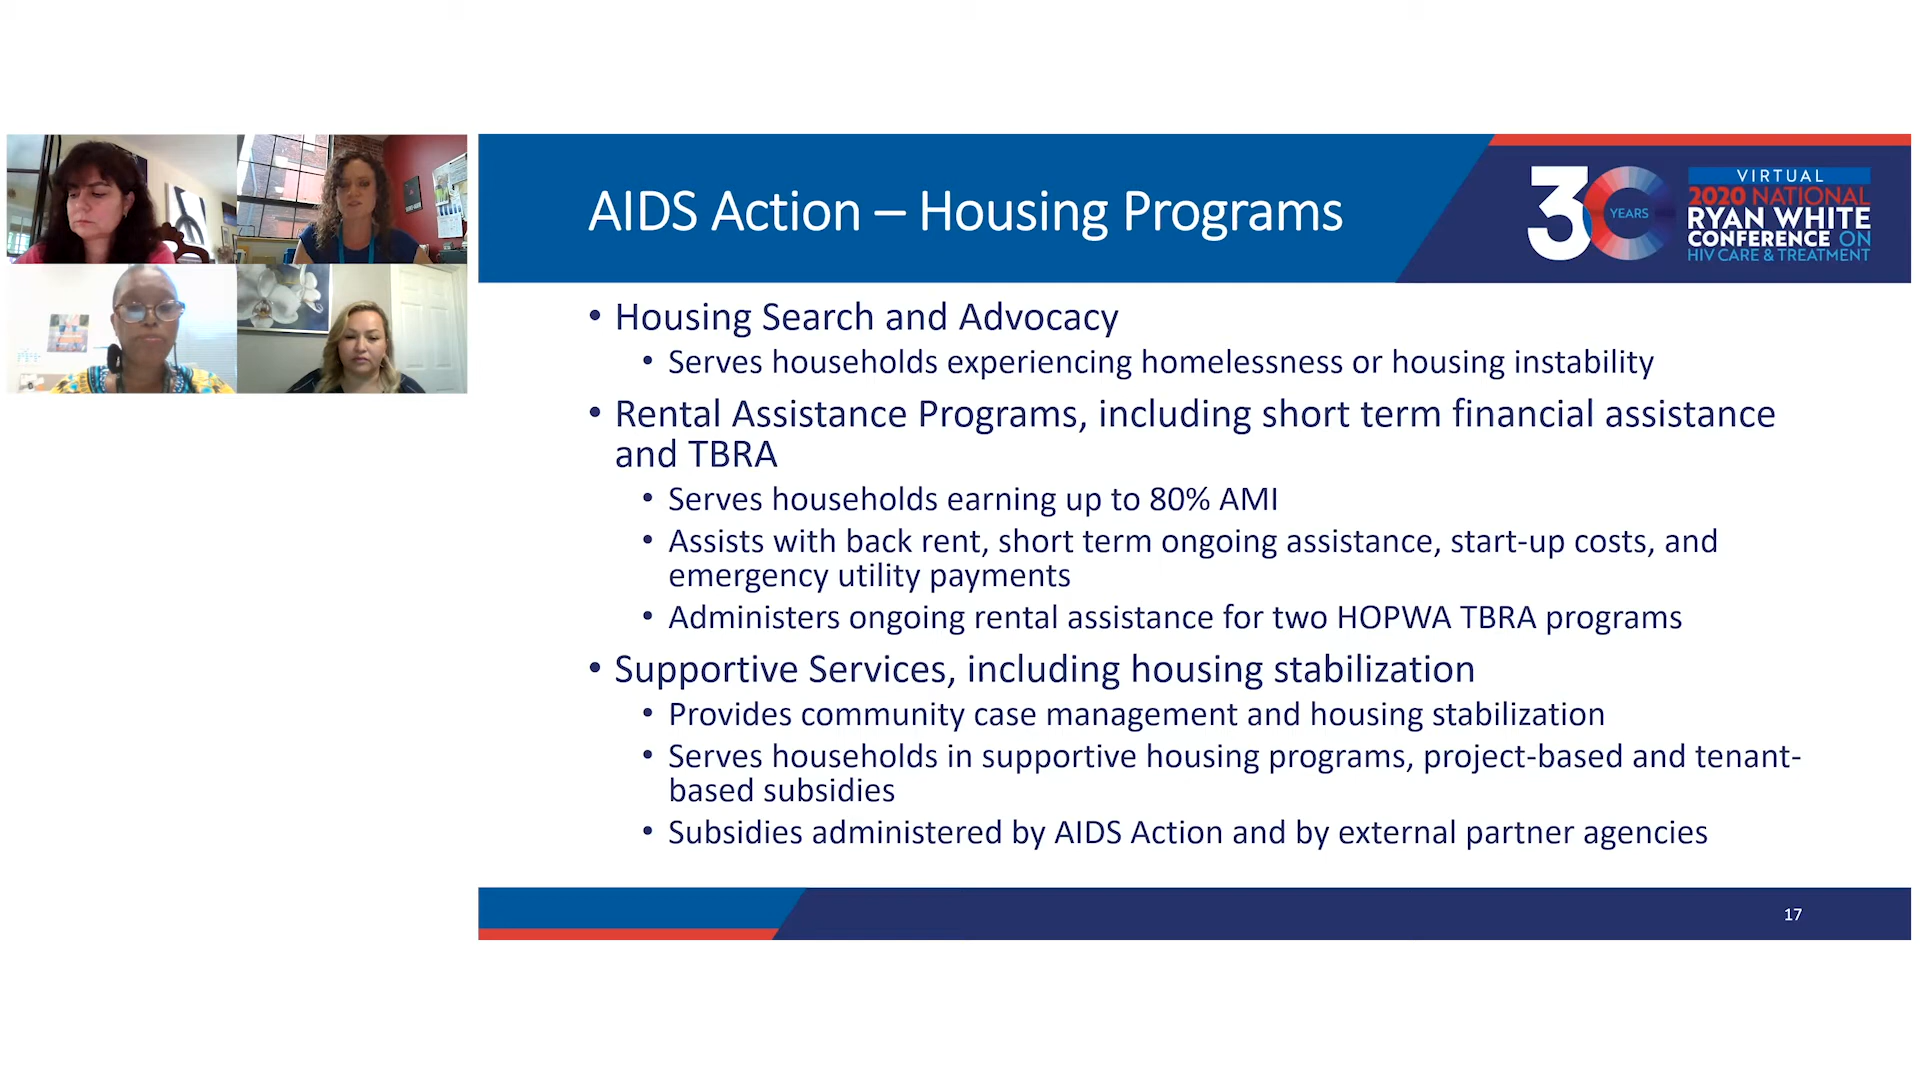 AIDS Action – Housing Programs
30
YEARS
VIRTUAL
2020 NATIONAL
RYAN WHITE
CONFERENCE ON
HIV CARE & TREATMENT
• Housing Search and Advocacy
• Serves households experiencing homelessness or housing instability
• Rental Assistance Programs, including short term financial assistance
and TBRA
• Serves households earning up to 80% AMI
• Assists with back rent, short term ongoing assistance, start-up costs, and
emergency utility payments
• Administers ongoing rental assistance for two HOPWA TBRA programs
• Supportive Services, including housing stabilization
• Provides community case management and housing stabilization
• Serves households in supportive housing programs, project-based and tenant-
based subsidies
• Subsidies administered by AIDS Action and by external partner agencies
17